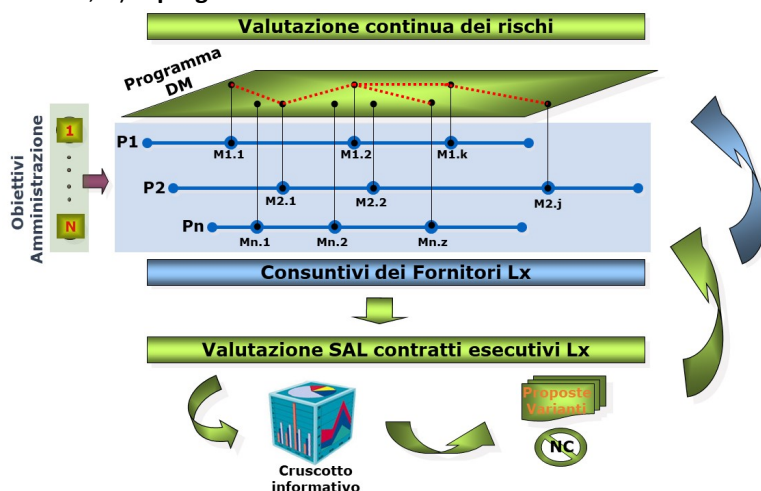 Valutazione continua dei rischi
Programma
DM
Obiettivi
Amministrazione
1
N
P1
M1.1
M1.2
M1.k
P2
M2.1
M2.2
M2.j
Pn
Mn.1
Mn.2
Mn.z
Consuntivi dei Fornitori Lx
Valutazione SAL contratti esecutivi Lx
Proposte
Varianti
NC
Cruscotto
informativo